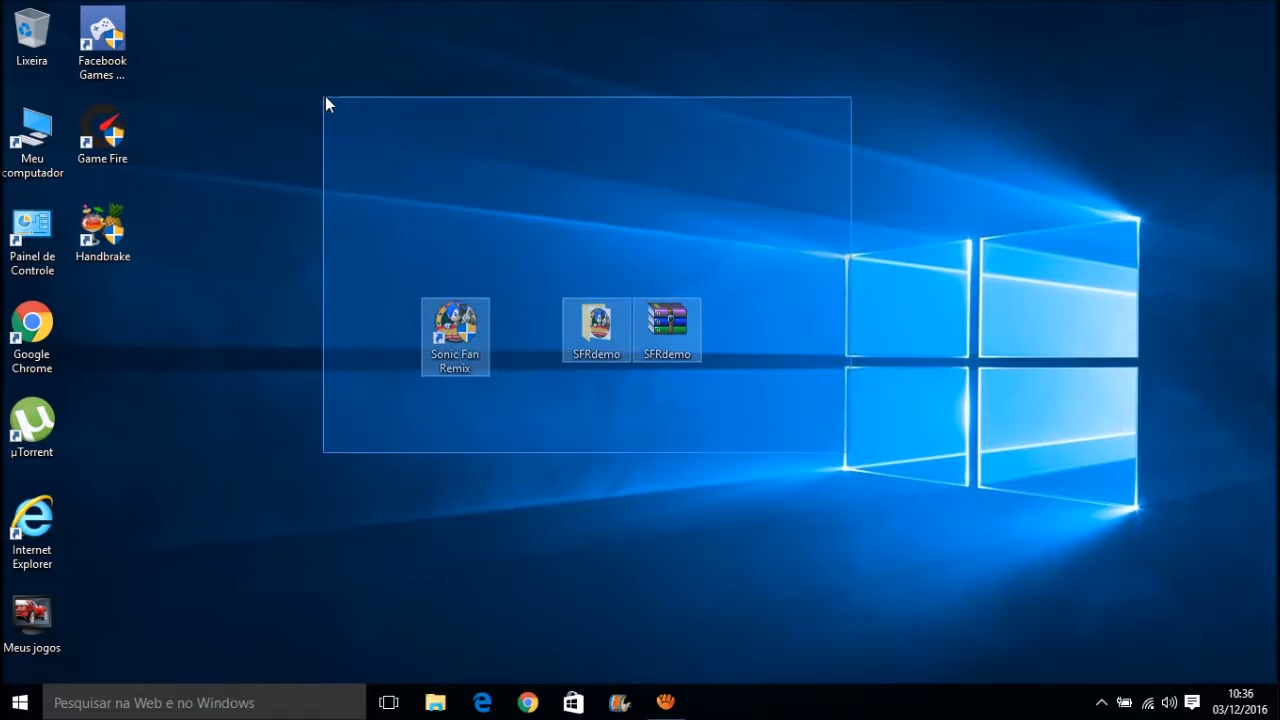 Lixeira
Facebook
Games ...
Meu
computador
Game Fire
Painel de
Controle
Handbrake
Google
Chrome
Sonic Fan
Remix
SFRdemo
SFRdemo
µTorrent
Internet
Explorer
Meus jogos
Pesquisar na Web e no Windows
10:36
03/12/2016